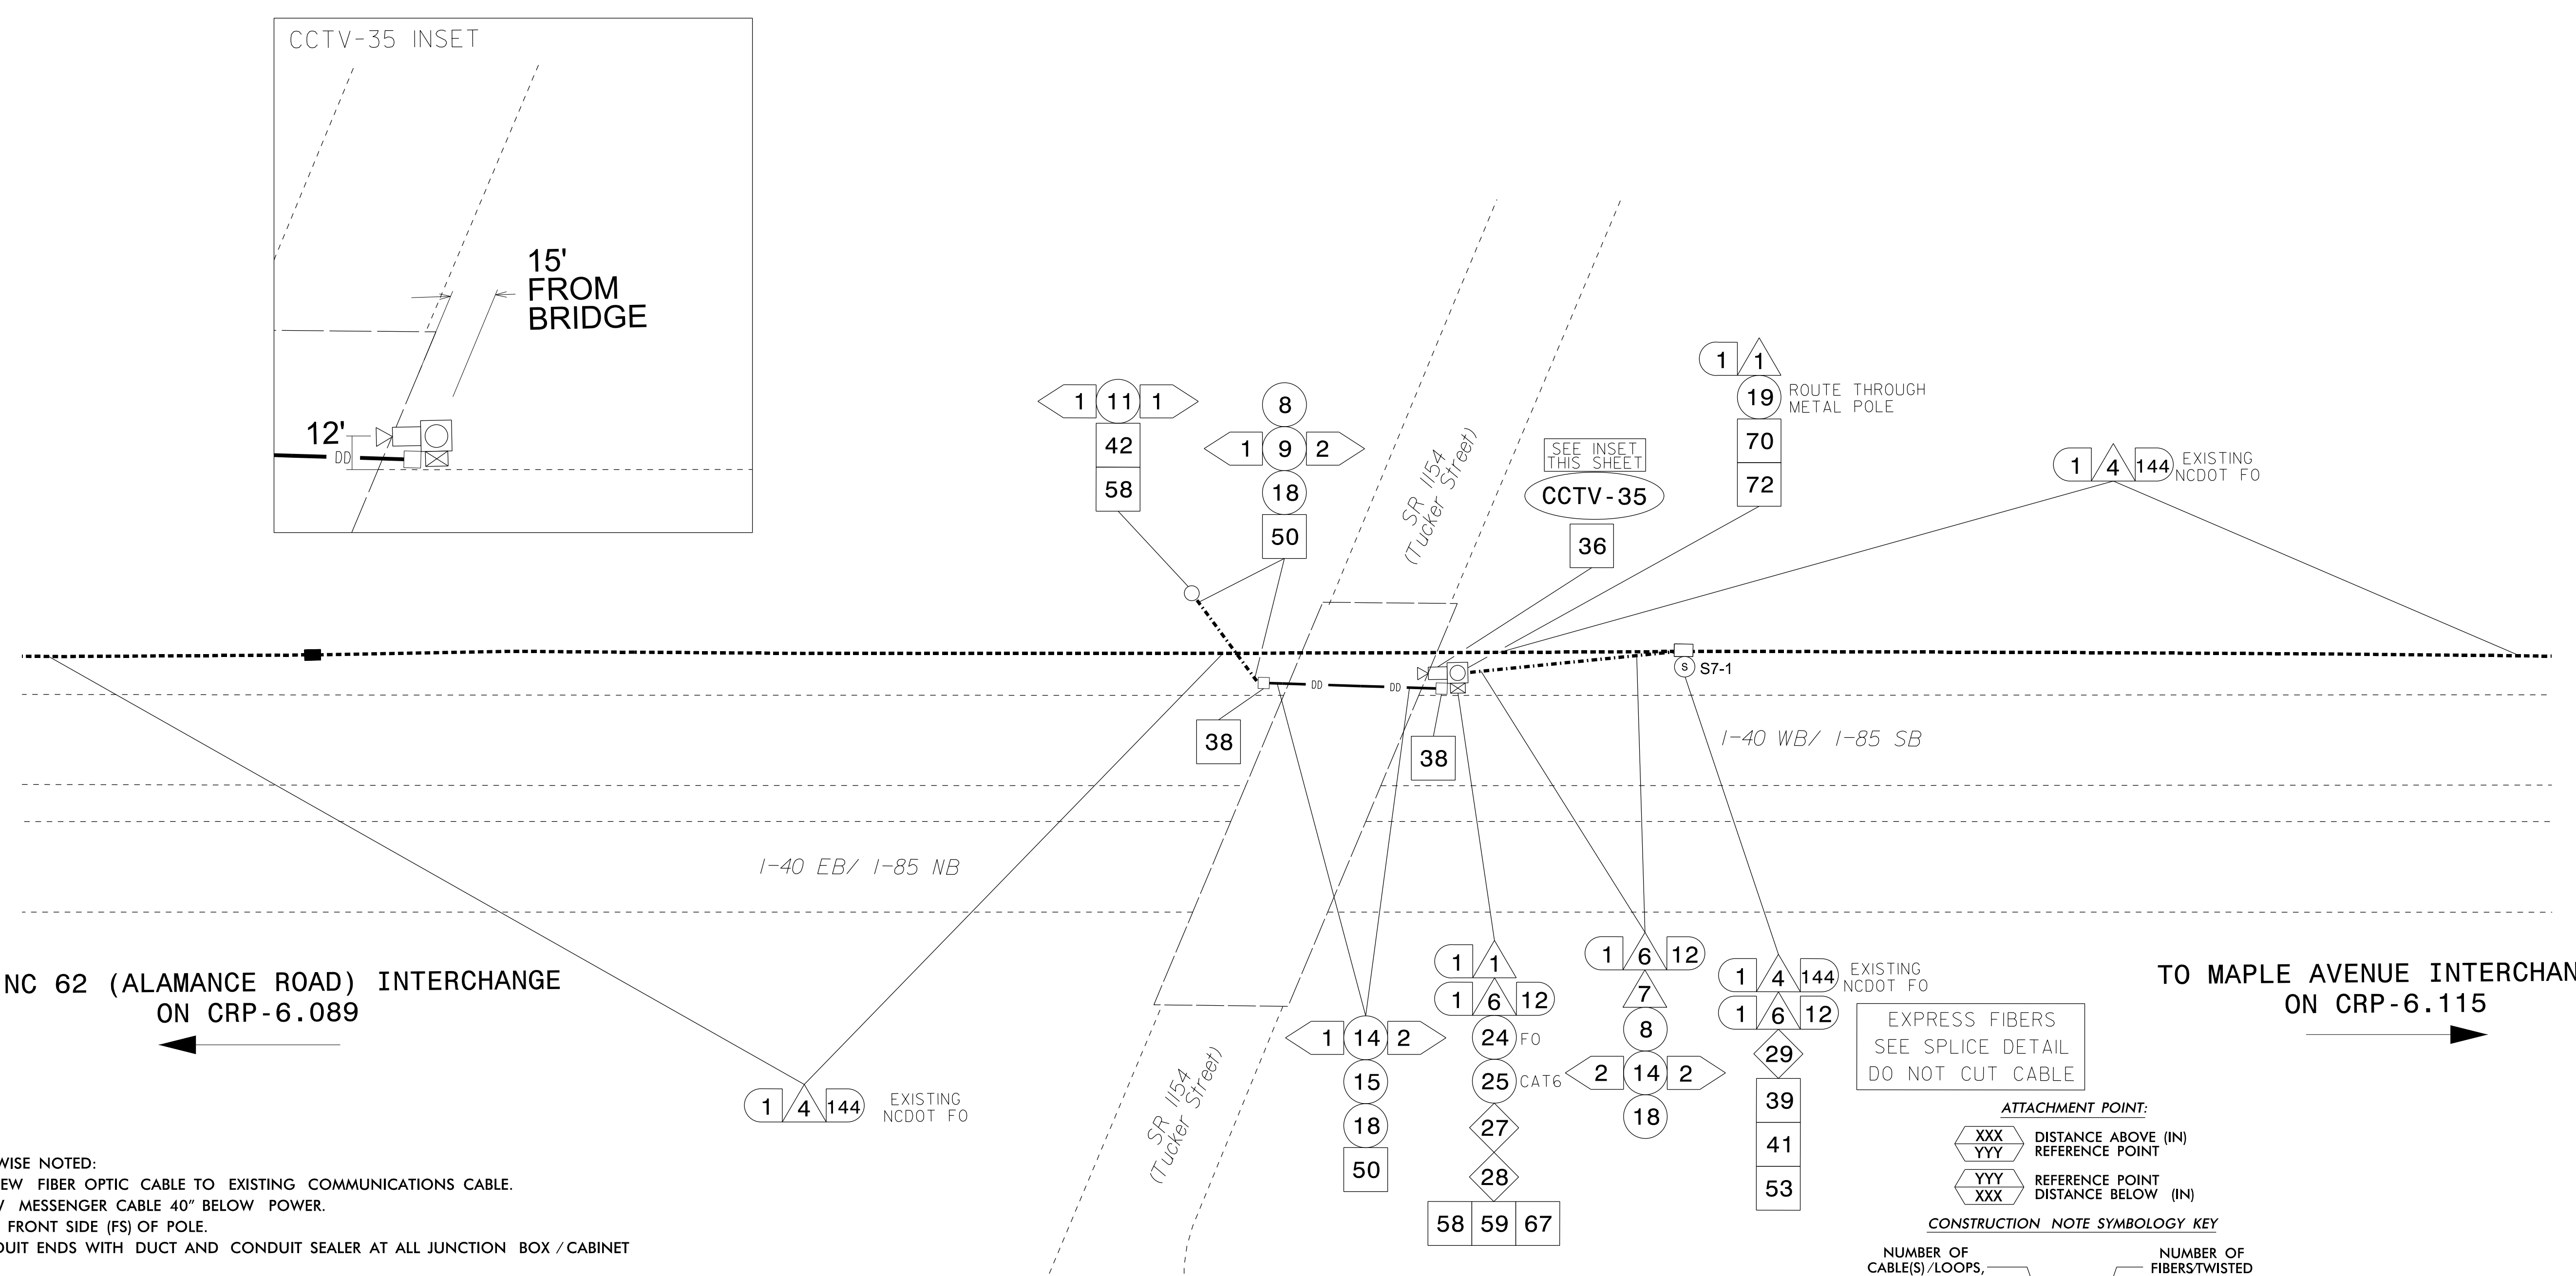 CCTV-35 INSET
15'
FROM
BRIDGE
12'
DD
1 11 1
42
58
8
1 9 2
18
50
SR 1154
(Tucker Street)
SEE INSET
THIS SHEET
CCTV-35
36
1 1
19 ROUTE THROUGH
METAL POLE
70
72
1 4 144 EXISTING
NCDOT FO
S S7-1
DD DD
38
38
I-40 WB/ I-85 SB
I-40 EB/ I-85 NB
NC 62 (ALAMANCE ROAD) INTERCHANGE
ON CRP-6.089
1 4 144 EXISTING
NCDOT FO
SR 1154
(Tucker Street)
1 14 2
15
18
50
1 1
1 6 12
24 FO
25 CAT6
27
28
58 59 67
1 6 12
7
8
2 14 2
18
1 4 144 EXISTING
NCDOT FO
1 6 12
29
39
41
53
EXPRESS FIBERS
SEE SPLICE DETAIL
DO NOT CUT CABLE
TO MAPLE AVENUE INTERCHAN
ON CRP-6.115
WISE NOTED:
EW FIBER OPTIC CABLE TO EXISTING COMMUNICATIONS CABLE.
MESSENGER CABLE 40" BELOW POWER.
FRONT SIDE (FS) OF POLE.
DUIT ENDS WITH DUCT AND CONDUIT SEALER AT ALL JUNCTION BOX / CABINET
ATTACHMENT POINT:
XXX DISTANCE ABOVE (IN)
YYY REFERENCE POINT
YYY REFERENCE POINT
XXX DISTANCE BELOW (IN)
CONSTRUCTION NOTE SYMBOLOGY KEY
NUMBER OF
CABLE(S)/LOOPS,
NUMBER OF
FIBERS/TWISTED